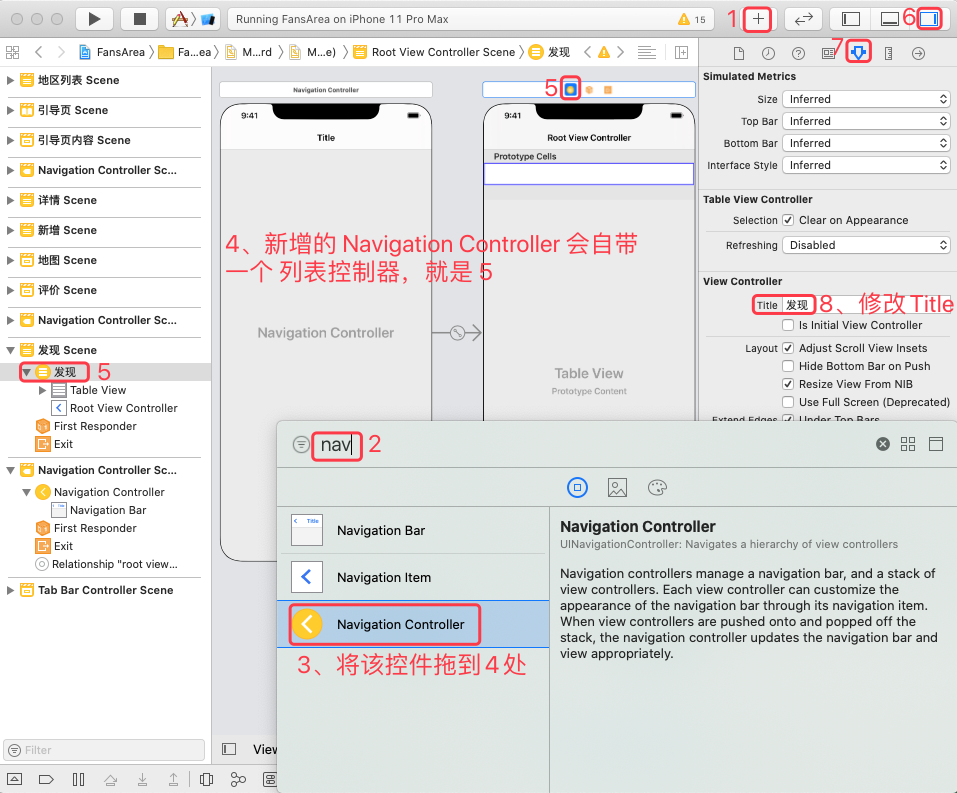 Running FansArea on iPhone 11 Pro Max
15
1
6
FansArea
Fa...ea
M...rd
M...e)
Root View Controller Scene
发现
7
地区列表 Scene
引导页 Scene
引导页内容 Scene
Navigation Controller Sc...
详情 Scene
新增 Scene
地图 Scene
评价 Scene
Navigation Controller Sc...
发现 Scene
发现
5
Table View
Root View Controller
First Responder
Exit
Navigation Controller Sc...
Navigation Controller
Navigation Bar
First Responder
Exit
Relationship "root view...
Tab Bar Controller Scene
Filter
Navigation Controller
9:41
Title
Navigation Controller
5
9:41
Root View Controller
Prototype Cells
Table View
Prototype Content
4、新增的 Navigation Controller 会自带
一个 列表控制器，就是 5
Simulated Metrics
Size Inferred
Top Bar Inferred
Bottom Bar Inferred
Interface Style Inferred
Table View Controller
Selection Clear on Appearance
Refreshing Disabled
View Controller
Title 发现
8、修改 Title
Is Initial View Controller
Layout Adjust Scroll View Insets
Hide Bottom Bar on Push
Resize View From NIB
Use Full Screen (Deprecated)
Extend Edges Under Top Bars
nav
2
Navigation Bar
Navigation Item
Navigation Controller
3、将该控件拖到 4 处
Navigation Controller
UINavigationController: Navigates a hierarchy of view controllers
Navigation controllers manage a navigation bar, and a stack of
view controllers. Each view controller can customize the
appearance of the navigation bar through its navigation item.
When view controllers are pushed onto and popped off the
stack, the navigation controller updates the navigation bar and
view appropriately.